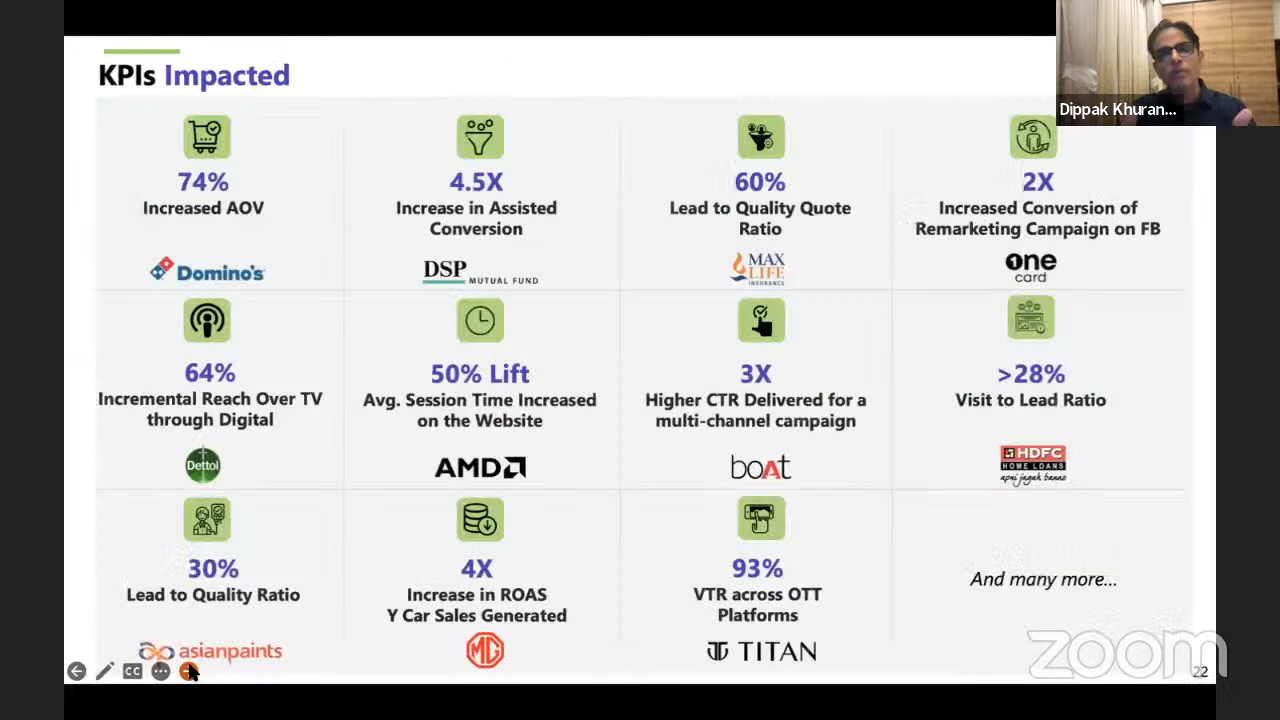 KPIs Impacted
Dippak Khuran...
74%
Increased AOV
Domino's
4.5X
Increase in Assisted
Conversion
DSP MUTUAL FUND
60%
Lead to Quality Quote
Ratio
MAX
LIFE
INSURANCE
2X
Increased Conversion of
Remarketing Campaign on FB
one
card
64%
Incremental Reach Over TV
through Digital
Dettol
50% Lift
Avg. Session Time Increased
on the Website
AMD
3X
Higher CTR Delivered for a
multi-channel campaign
boAt
>28%
Visit to Lead Ratio
HDFC
HOME LOANS
apni jagah banao
30%
Lead to Quality Ratio
asianpaints
4X
Increase in ROAS
Y Car Sales Generated
MG
93%
VTR across OTT
Platforms
TITAN
And many more...
zoom
22
CC